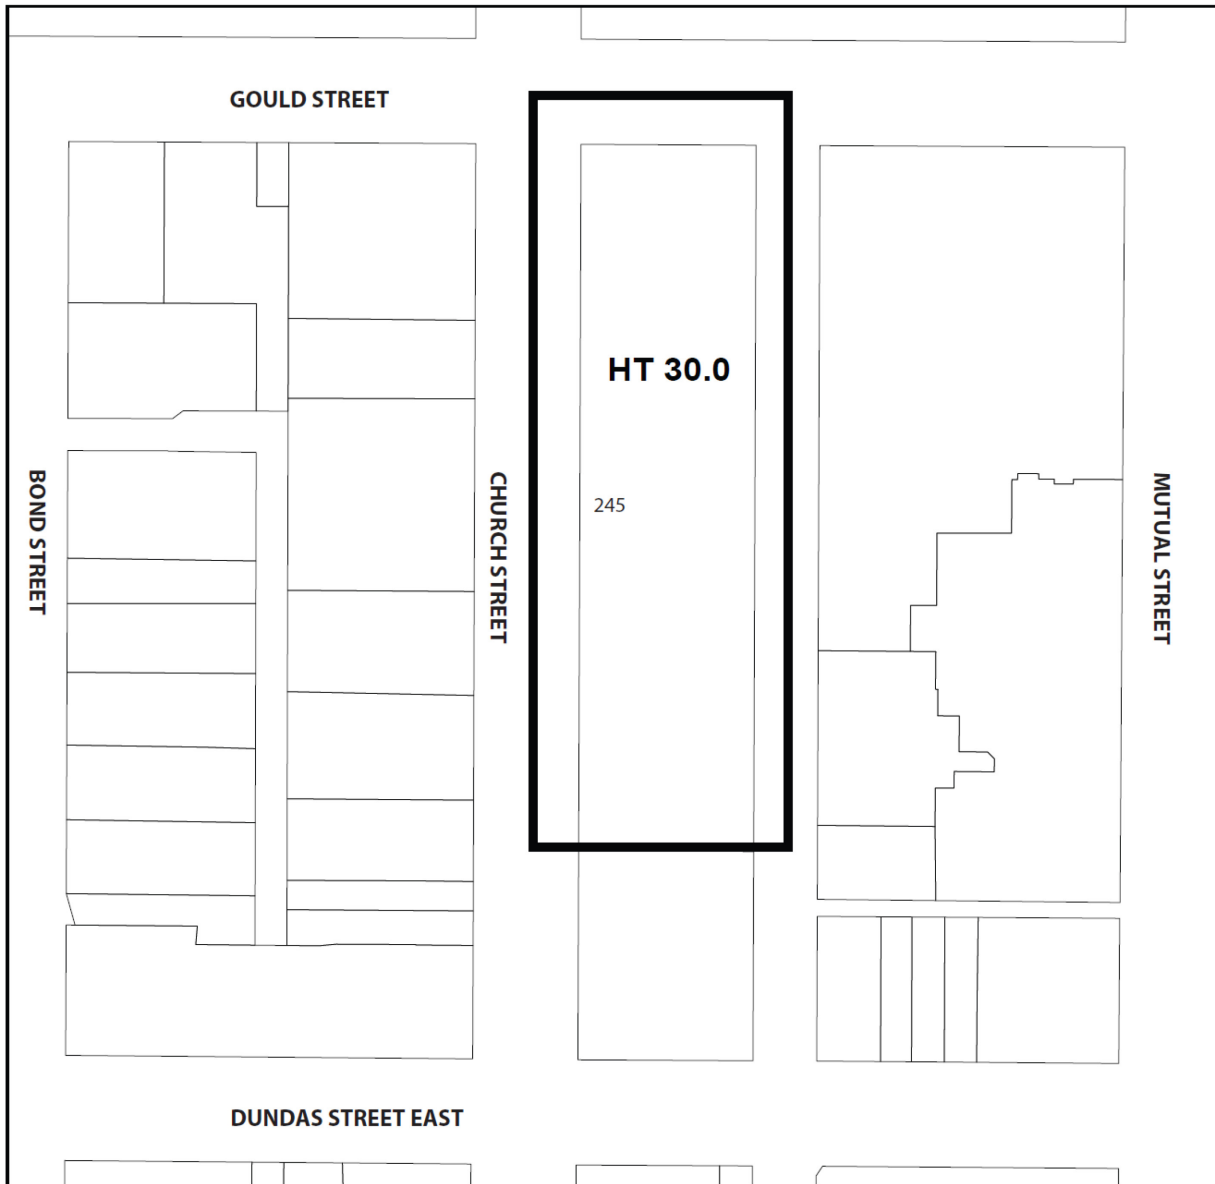 GOULD STREET
HT 30.0
BOND STREET
CHURCH STREET
245
MUTUAL STREET
DUNDAS STREET EAST